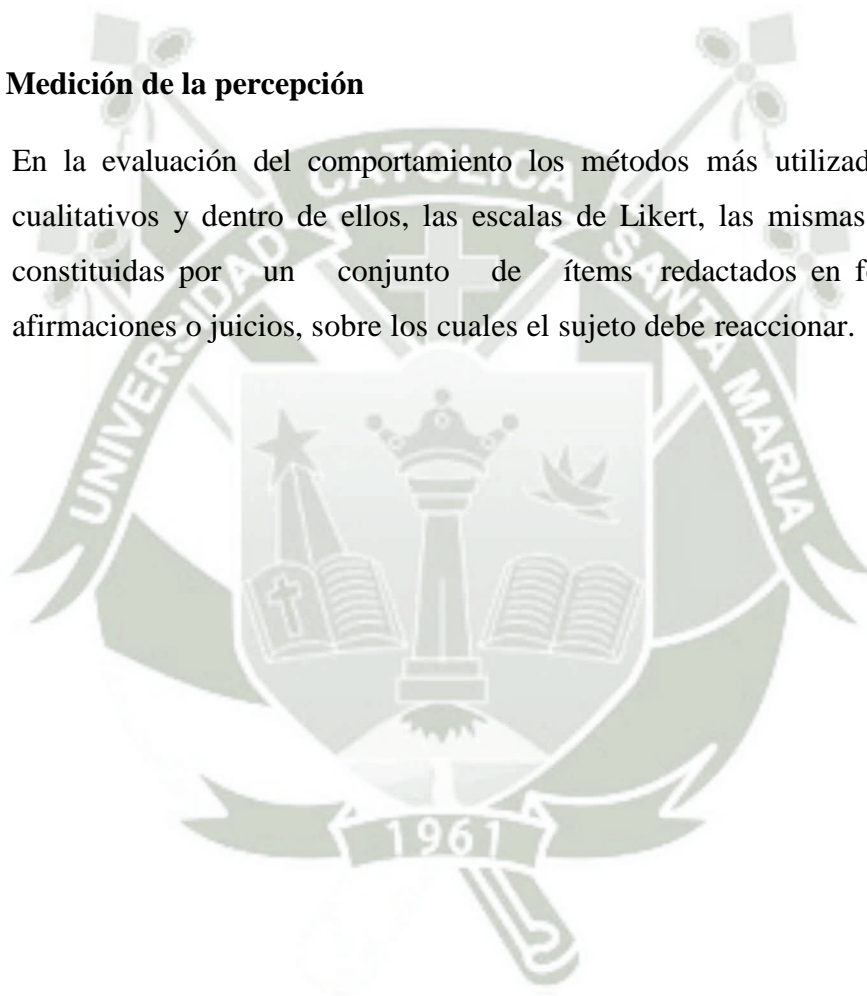 Medición de la percepción
En la evaluación del comportamiento los métodos más
cualitativos y dentro de ellos, las escalas de Likert, las mismas
constituidas por un conjunto de ítems redactados en
afirmaciones o juicios, sobre los cuales el sujeto debe reaccionar.
UNIVERSIDAD CATOLICA SANTA MARIA
1961